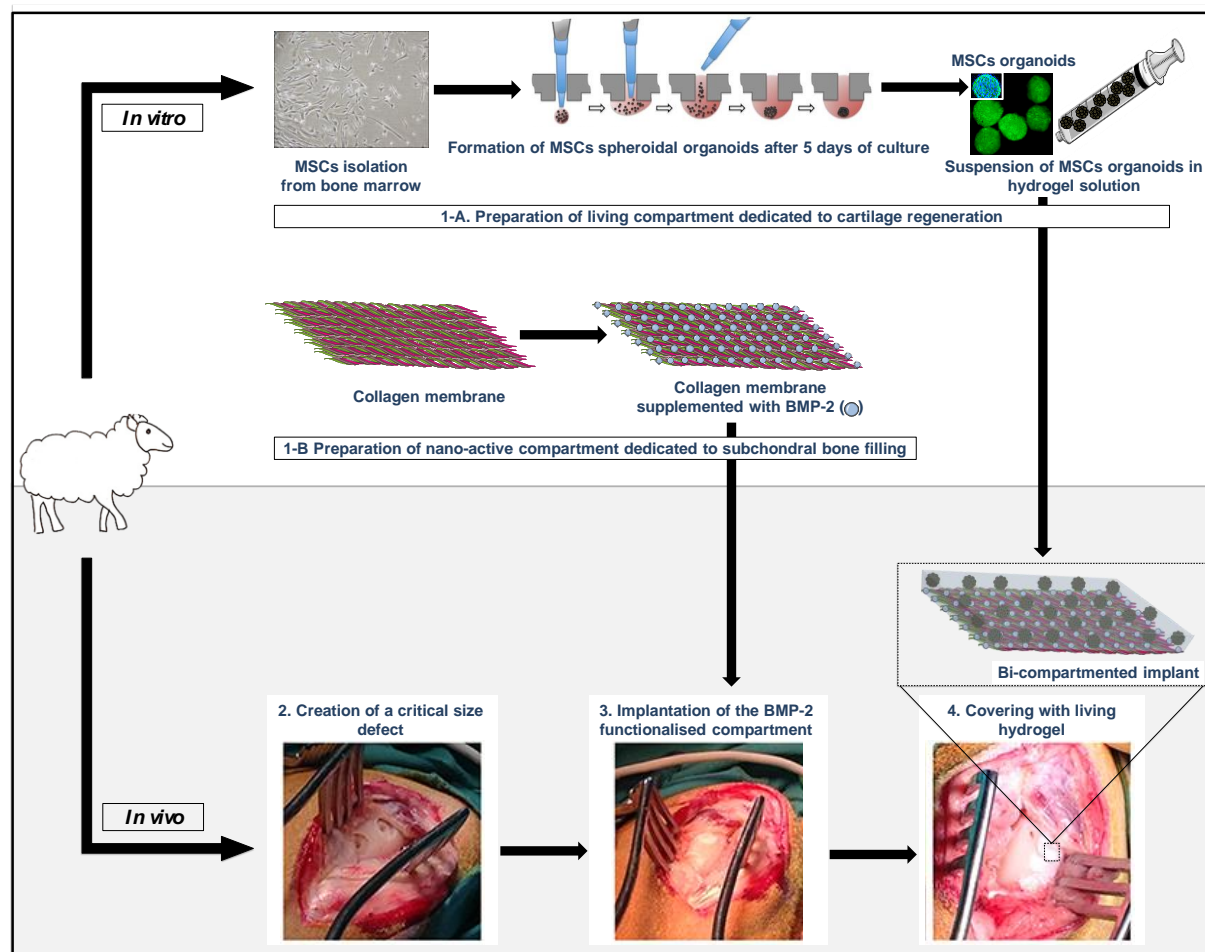 In vitro
MSCs isolation
from bone marrow
Formation of MSCs spheroidal organoids after 5 days of culture
MSCs organoids
Suspension of MSCs organoids in
hydrogel solution
1-A. Preparation of living compartment dedicated to cartilage regeneration
Collagen membrane
Collagen membrane
supplemented with BMP-2 ( )
1-B Preparation of nano-active compartment dedicated to subchondral bone filling
Bi-compartmented implant
In vivo
2. Creation of a critical size
defect
3. Implantation of the BMP-2
functionalised compartment
4. Covering with living
hydrogel